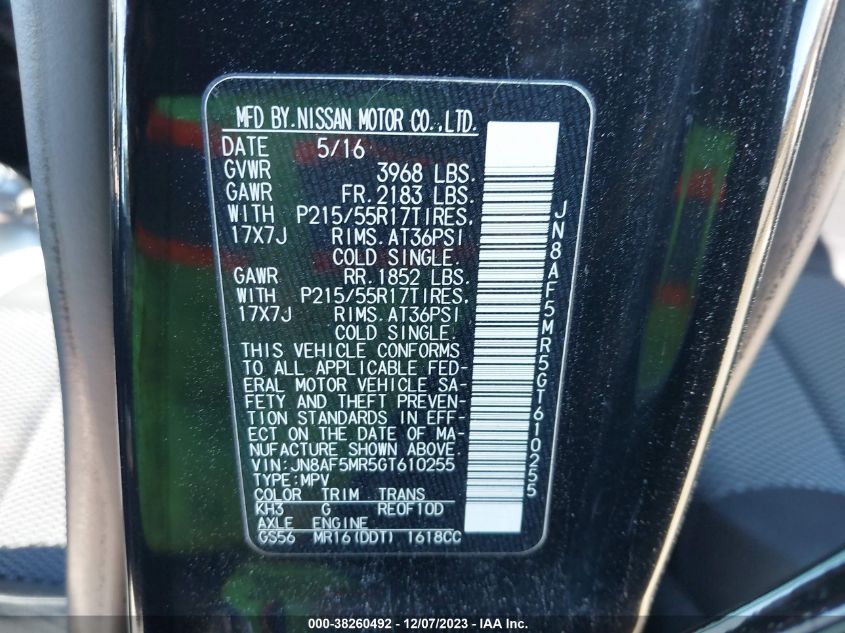 MFD BY. NISSAN MOTOR CO.,LTD.
DATE 5/16
GVWR 3968 LBS.
GAWR FR.2183 LBS.
WITH P215/55R17TIRES,
17X7J RIMS.AT36PSI
COLD SINGLE.
GAWR RR.1852 LBS.
WITH P215/55R17TIRES,
17X7J RIMS.AT36PSI
COLD SINGLE.
THIS VEHICLE CONFORMS
TO ALL APPLICABLE FED-
ERAL MOTOR VEHICLE SA-
FETY AND THEFT PREVEN-
TION STANDARDS IN EFF-
ECT ON THE DATE OF MA-
NUFACTURE SHOWN ABOVE.
VIN:JN8AF5MR5GT610255
TYPE:MPV
COLOR TRIM TRANS
KH3 G RE0F10D
AXLE ENGINE
GS56 MR16(DDT) 1618CC
JN8AF5MR5GT610255
000-38260492 - 12/07/2023 - © IAA Holdings, LLC.